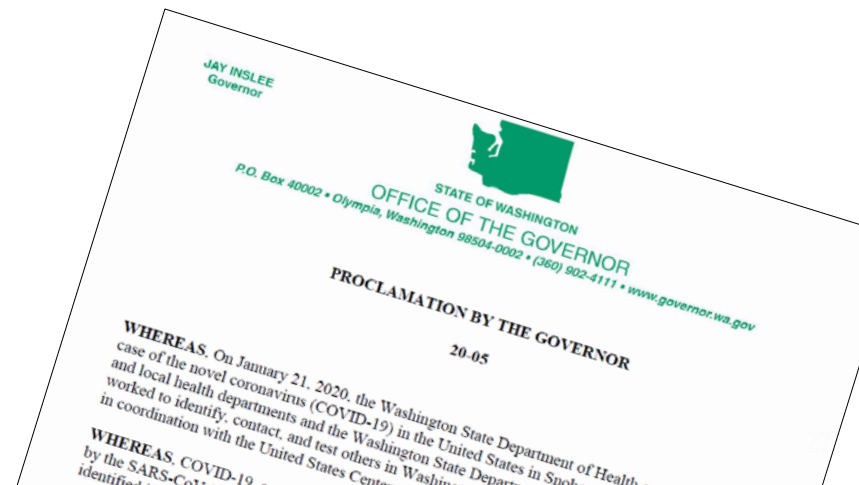 JAY INSLEE
Governor
STATE OF WASHINGTON
OFFICE OF THE GOVERNOR
P.O. Box 40002 • Olympia, Washington 98504-0002 • (360) 902-4111 • www.governor.wa.gov
PROCLAMATION BY THE GOVERNOR
20-05
WHEREAS, On January 21, 2020, the Washington State Department of Health
case of the novel coronavirus (COVID-19) in the United States in
and local health departments and the Washington State
worked to identify, contact, and test others in
in coordination with the United States
WHEREAS, COVID-19,
by the